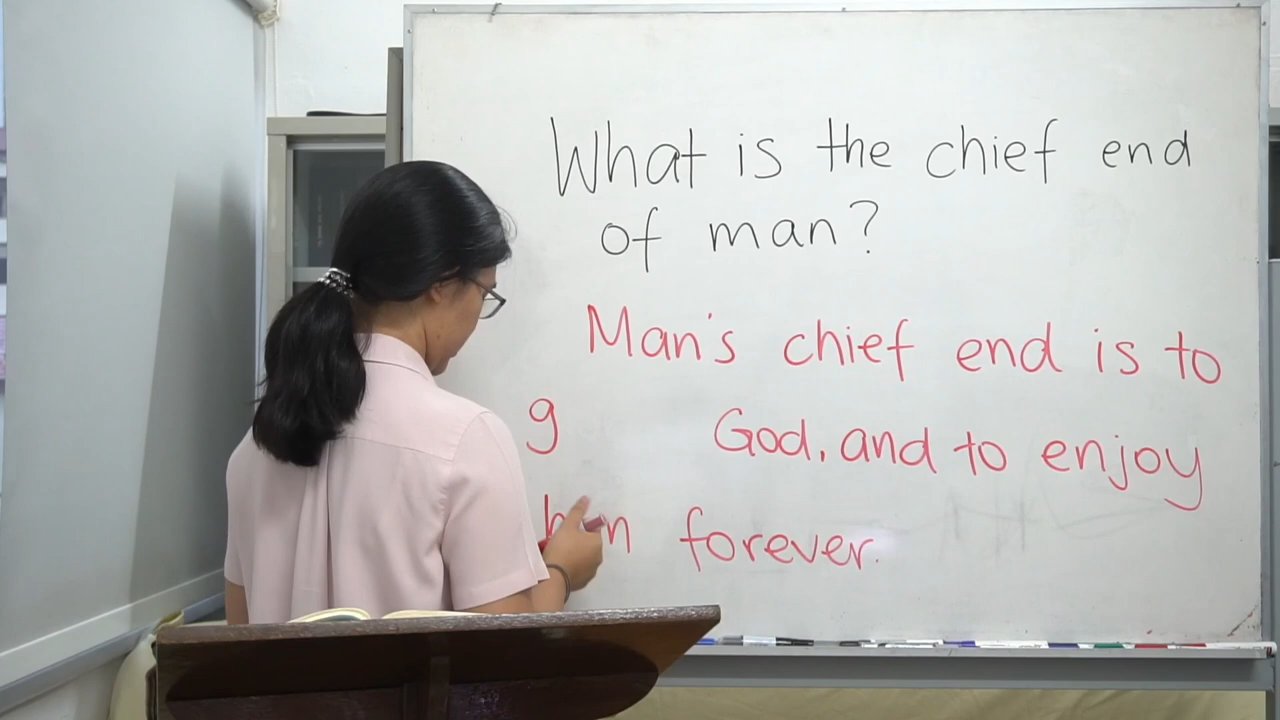 What is the chief end
of man?
Man's chief end is to
g God, and to enjoy
forever.